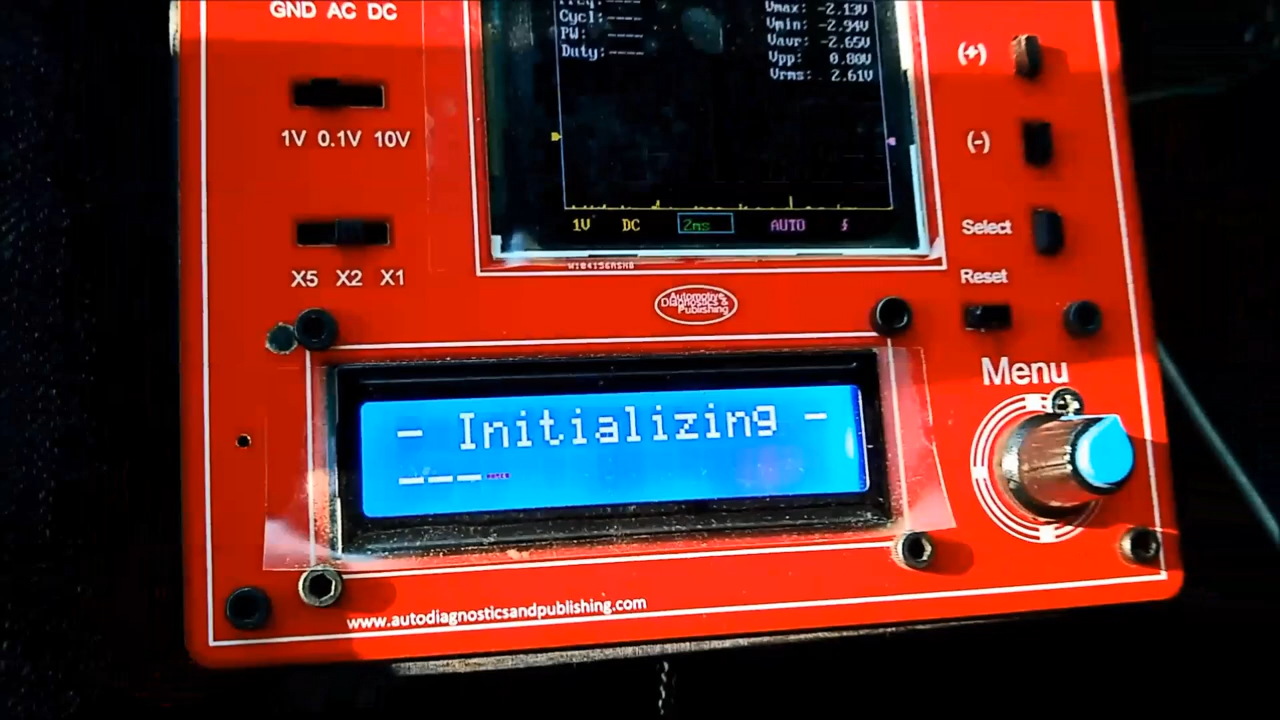 GND AC DC
1V 0.1V 10V
X5 X2 X1
Cycl:----
PW: ----
Duty:----
Vmax: -2.13V
Vmin: -2.94V
Vavr: -2.65V
Vpp: 0.80V
Vrms: 2.61V
1V DC 2ms AUTO
(+)
(-)
Select
Reset
Menu
Automotive
Diagnostics &
Publishing
- Initializing -
www.autodiagnosticsandpublishing.com